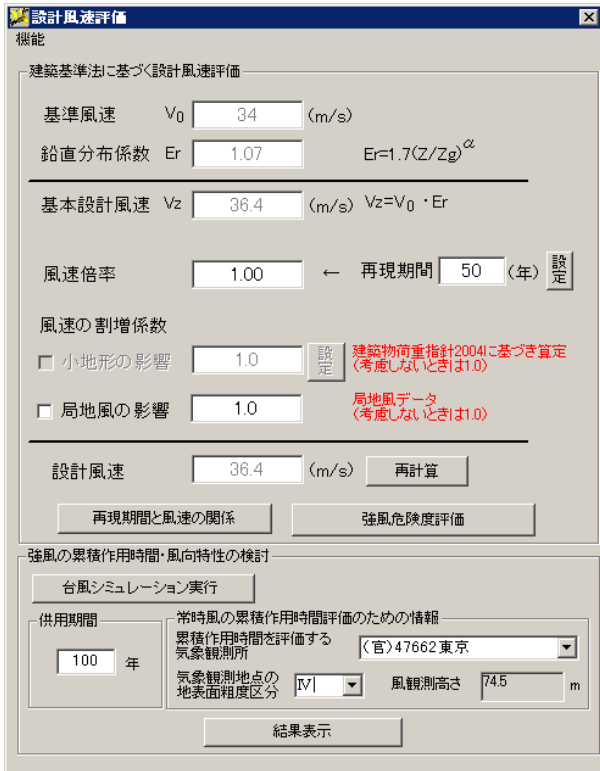 設計風速評価
機能
建築基準法に基づく設計風速評価
基準風速 V0 34 (m/s)
鉛直分布係数 Er 1.07 Er=1.7(Z/Zg)^α
基本設計風速 Vz 36.4 (m/s) Vz=V0・Er
風速倍率 1.00 ← 再現期間 50 (年) 設定
風速の割増係数
小地形の影響 1.0 設定 建築物荷重指針2004に基づき算定
(考慮しないときは1.0)
局地風の影響 1.0 局地風データ
(考慮しないときは1.0)
設計風速 36.4 (m/s) 再計算
再現期間と風速の関係 強風危険度評価
強風の累積作用時間・風向特性の検討
台風シミュレーション実行
供用期間
100 年
常時風の累積作用時間評価のための情報
累積作用時間を評価する
気象観測所 (官)47662東京
気象観測地点の
地表面粗度区分 Ⅳ 風観測高さ 74.5 m
結果表示